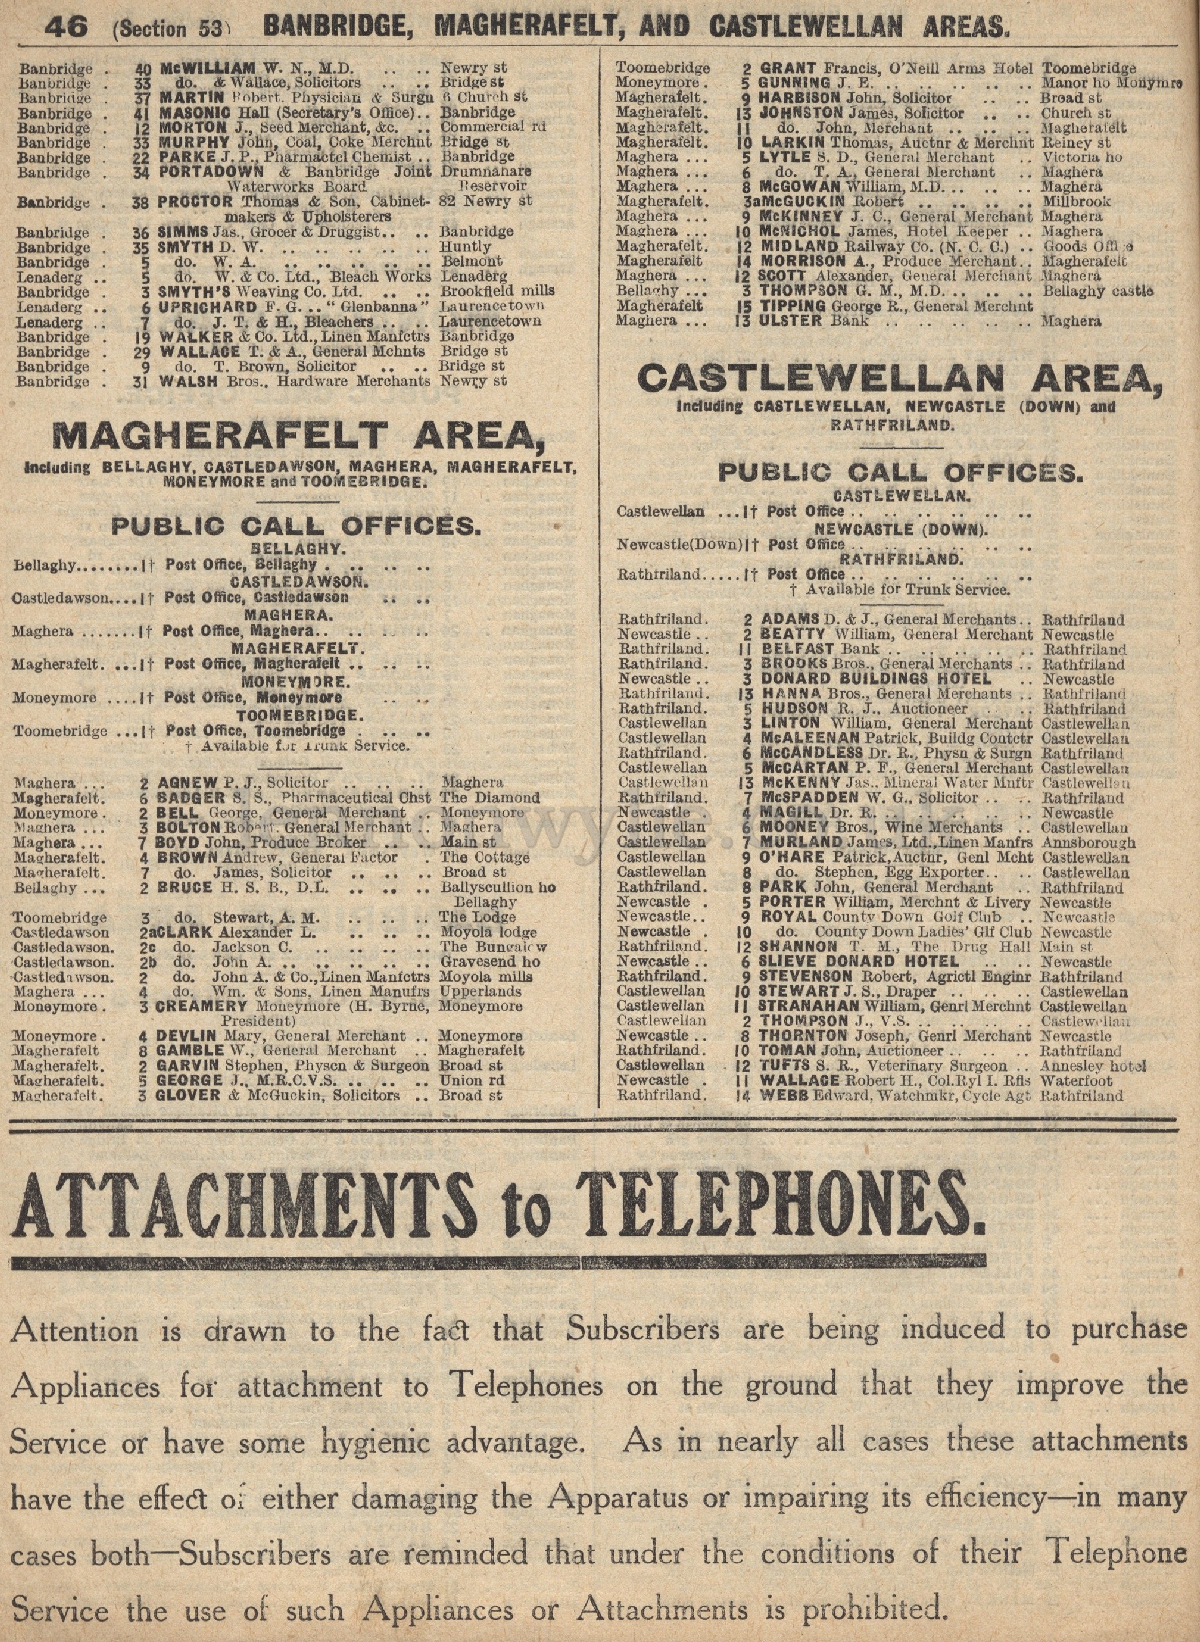 46 (Section 53) BANBRIDGE, MAGHERAFELT, AND CASTLEWELLAN AREAS.
Banbridge . 40 McWILLIAM W. N., M.D. .. .. Newry st
Banbridge . 33 do. & Wallace, Solicitors .. .. Bridge st
Banbridge . 37 MARTIN Robert, Physician & Surgn 6 Church st
Banbridge . 41 MASONIC Hall (Secretary's Office).. Banbridge
Banbridge . 12 MORTON J., Seed Merchant, &c. .. Commercial rd
Banbridge . 33 MURPHY John, Coal, Coke Merchnt Bridge st
Banbridge . 22 PARKE J. P., Pharmactcl Chemist .. Banbridge
Banbridge . 34 PORTADOWN & Banbridge Joint Drumnanare
Waterworks Board Reservoir
Banbridge . 38 PROCTOR Thomas & Son, Cabinet- 82 Newry st
makers & Upholsterers
Banbridge . 36 SIMMS Jas., Grocer & Druggist.. .. Banbridge
Banbridge . 35 SMYTH D. W. .. .. .. .. .. Huntly
Banbridge . 5 do. W. A. .. .. .. .. .. Belmont
Lenaderg .. 5 do. W. & Co. Ltd., Bleach Works Lenaderg
Banbridge . 3 SMYTH'S Weaving Co. Ltd. .. .. Brookfield mills
Lenaderg .. 6 UPRICHARD F. G. .. "Glenbanna" Laurencetown
Lenaderg .. 7 do. J. T. & H., Bleachers .. .. Laurencetown
Banbridge . 19 WALKER & Co. Ltd., Linen Manfctrs Banbridge
Banbridge . 29 WALLACE T. & A., General Mchnts Bridge st
Banbridge . 9 do. T. Brown, Solicitor .. .. Bridge st
Banbridge . 31 WALSH Bros., Hardware Merchants Newry st
MAGHERAFELT AREA,
Including BELLAGHY, CASTLEDAWSON, MAGHERA, MAGHERAFELT,
MONEYMORE and TOOMEBRIDGE.
PUBLIC CALL OFFICES.
BELLAGHY.
Bellaghy........1† Post Office, Bellaghy . .. .. ..
CASTLEDAWSON.
Castledawson....1† Post Office, Castledawson .. ..
MAGHERA.
Maghera .......1† Post Office, Maghera.. .. .. ..
MAGHERAFELT.
Magherafelt. ...1† Post Office, Magherafelt .. .. ..
MONEYMORE.
Moneymore ....1† Post Office, Moneymore .. ..
TOOMEBRIDGE.
Toomebridge ...1† Post Office, Toomebridge . .. ..
† Available for Trunk Service.
Maghera ... 2 AGNEW P. J., Solicitor .. .. .. Maghera
Magherafelt. 6 BADGER S. S., Pharmaceutical Chst The Diamond
Moneymore . 2 BELL George, General Merchant .. Moneymore
Maghera ... 3 BOLTON Robert, General Merchant .. Maghera
Maghera ... 7 BOYD John, Produce Broker .. .. Main st
Magherafelt. 4 BROWN Andrew, General Factor . The Cottage
Magherafelt. 7 do. James, Solicitor .. .. .. Broad st
Bellaghy ... 2 BRUCE H. S. B., D.L. .. .. .. Ballyscullion ho
Bellaghy
Toomebridge 3 do. Stewart, A. M. .. .. .. The Lodge
Castledawson 2a CLARK Alexander L. .. .. .. Moyola lodge
Castledawson. 2c do. Jackson C. .. .. .. .. The Bungalow
Castledawson. 2b do. John A. .. .. .. .. .. Gravesend ho
Castledawson. 2 do. John A. & Co., Linen Manfctrs Moyola mills
Maghera ... 4 do. Wm. & Sons, Linen Manufrs Upperlands
Moneymore . 3 CREAMERY Moneymore (H. Byrne, Moneymore
President)
Moneymore . 4 DEVLIN Mary, General Merchant .. Moneymore
Magherafelt 8 GAMBLE W., General Merchant .. Magherafelt
Magherafelt. 2 GARVIN Stephen, Physcn & Surgeon Broad st
Magherafelt. 5 GEORGE J., M.R.C.V.S. .. .. .. Union rd
Magherafelt. 3 GLOVER & McGuckin, Solicitors .. Broad st
Toomebridge 2 GRANT Francis, O'Neill Arms Hotel Toomebridge
Moneymore. 5 GUNNING J. E. .. .. .. .. .. Manor ho Monymre
Magherafelt. 9 HARBISON John, Solicitor .. .. Broad st
Magherafelt. 13 JOHNSTON James, Solicitor .. .. Church st
Magherafelt. 11 do. John, Merchant .. .. .. Magherafelt
Magherafelt. 10 LARKIN Thomas, Auctnr & Merchnt Rainey st
Maghera ... 5 LYTLE S. D., General Merchant .. Victoria ho
Maghera ... 6 do. T. A., General Merchant .. Maghera
Maghera ... 8 McGOWAN William, M.D. .. .. .. Maghera
Magherafelt. 3a McGUCKIN Robert .. .. .. .. Millbrook
Maghera ... 9 McKINNEY J. C., General Merchant Maghera
Maghera ... 10 McNICHOL James, Hotel Keeper .. Maghera
Magherafelt. 12 MIDLAND Railway Co. (N. C. C.) .. Goods Office
Magherafelt 14 MORRISON A., Produce Merchant.. Magherafelt
Maghera ... 12 SCOTT Alexander, General Merchant Maghera
Bellaghy ... 3 THOMPSON G. M., M.D. .. .. .. Bellaghy castle
Magherafelt 15 TIPPING George R., General Merchnt
Maghera ... 13 ULSTER Bank .. .. .. .. .. Maghera
CASTLEWELLAN AREA,
Including CASTLEWELLAN, NEWCASTLE (DOWN) and
RATHFRILAND.
PUBLIC CALL OFFICES.
CASTLEWELLAN.
Castlewellan ...1† Post Office .. .. .. .. .. ..
NEWCASTLE (DOWN).
Newcastle(Down)1† Post Office .. .. .. .. .. ..
RATHFRILAND.
Rathfriland.....1† Post Office .. .. .. .. .. ..
† Available for Trunk Service.
Rathfriland. 2 ADAMS D. & J., General Merchants.. Rathfriland
Newcastle .. 2 BEATTY William, General Merchant Newcastle
Rathfriland. 11 BELFAST Bank .. .. .. .. .. Rathfriland
Rathfriland. 3 BROOKS Bros., General Merchants .. Rathfriland
Newcastle .. 3 DONARD BUILDINGS HOTEL .. Newcastle
Rathfriland. 13 HANNA Bros., General Merchants .. Rathfriland
Rathfriland. 5 HUDSON R. J., Auctioneer .. .. Rathfriland
Castlewellan 3 LINTON William, General Merchant Castlewellan
Castlewellan 4 McALEENAN Patrick, Buildg Contctr Castlewellan
Rathfriland. 6 McCANDLESS Dr. R., Physn & Surgn Rathfriland
Castlewellan 5 McCARTAN P. F., General Merchant Castlewellan
Castlewellan 13 McKENNY Jas., Mineral Water Mnftr Castlewellan
Rathfriland. 7 McSPADDEN W. G., Solicitor .. .. Rathfriland
Newcastle .. 4 MAGILL Dr. R. .. .. .. .. Newcastle
Castlewellan 6 MOONEY Bros., Wine Merchants .. Castlewellan
Castlewellan 7 MURLAND James, Ltd., Linen Manfrs Annsborough
Castlewellan 9 O'HARE Patrick, Auctnr, Genl Mcht Castlewellan
Castlewellan 8 do. Stephen, Egg Exporter.. .. Castlewellan
Rathfriland. 8 PARK John, General Merchant .. Rathfriland
Newcastle . 5 PORTER William, Merchnt & Livery Newcastle
Newcastle.. 9 ROYAL County Down Golf Club .. Newcastle
Newcastle . 10 do. County Down Ladies' Glf Club Newcastle
Rathfriland. 12 SHANNON T. M., The Drug Hall Main st
Newcastle.. 6 SLIEVE DONARD HOTEL .. .. Newcastle
Rathfriland. 9 STEVENSON Robert, Agrictl Enginr Rathfriland
Castlewellan 10 STEWART J. S., Draper .. .. .. Castlewellan
Castlewellan 11 STRANAHAN William, Genrl Merchnt Castlewellan
Castlewellan 2 THOMPSON J., V.S. .. .. .. .. Castlewellan
Newcastle .. 8 THORNTON Joseph, Genrl Merchant Newcastle
Rathfriland. 10 TOMAN John, Auctioneer .. .. .. Rathfriland
Castlewellan 12 TUFTS S. R., Veterinary Surgeon .. Annesley hotel
Newcastle . 11 WALLACE Robert H., Col. Ryl I. Rfls Waterfoot
Rathfriland. 14 WEBB Edward, Watchmkr, Cycle Agt Rathfriland
ATTACHMENTS to TELEPHONES.
Attention is drawn to the fact that Subscribers are being induced to purchase
Appliances for attachment to Telephones on the ground that they improve the
Service or have some hygienic advantage. As in nearly all cases these attachments
have the effect of either damaging the Apparatus or impairing its efficiency—in many
cases both—Subscribers are reminded that under the conditions of their Telephone
Service the use of such Appliances or Attachments is prohibited.